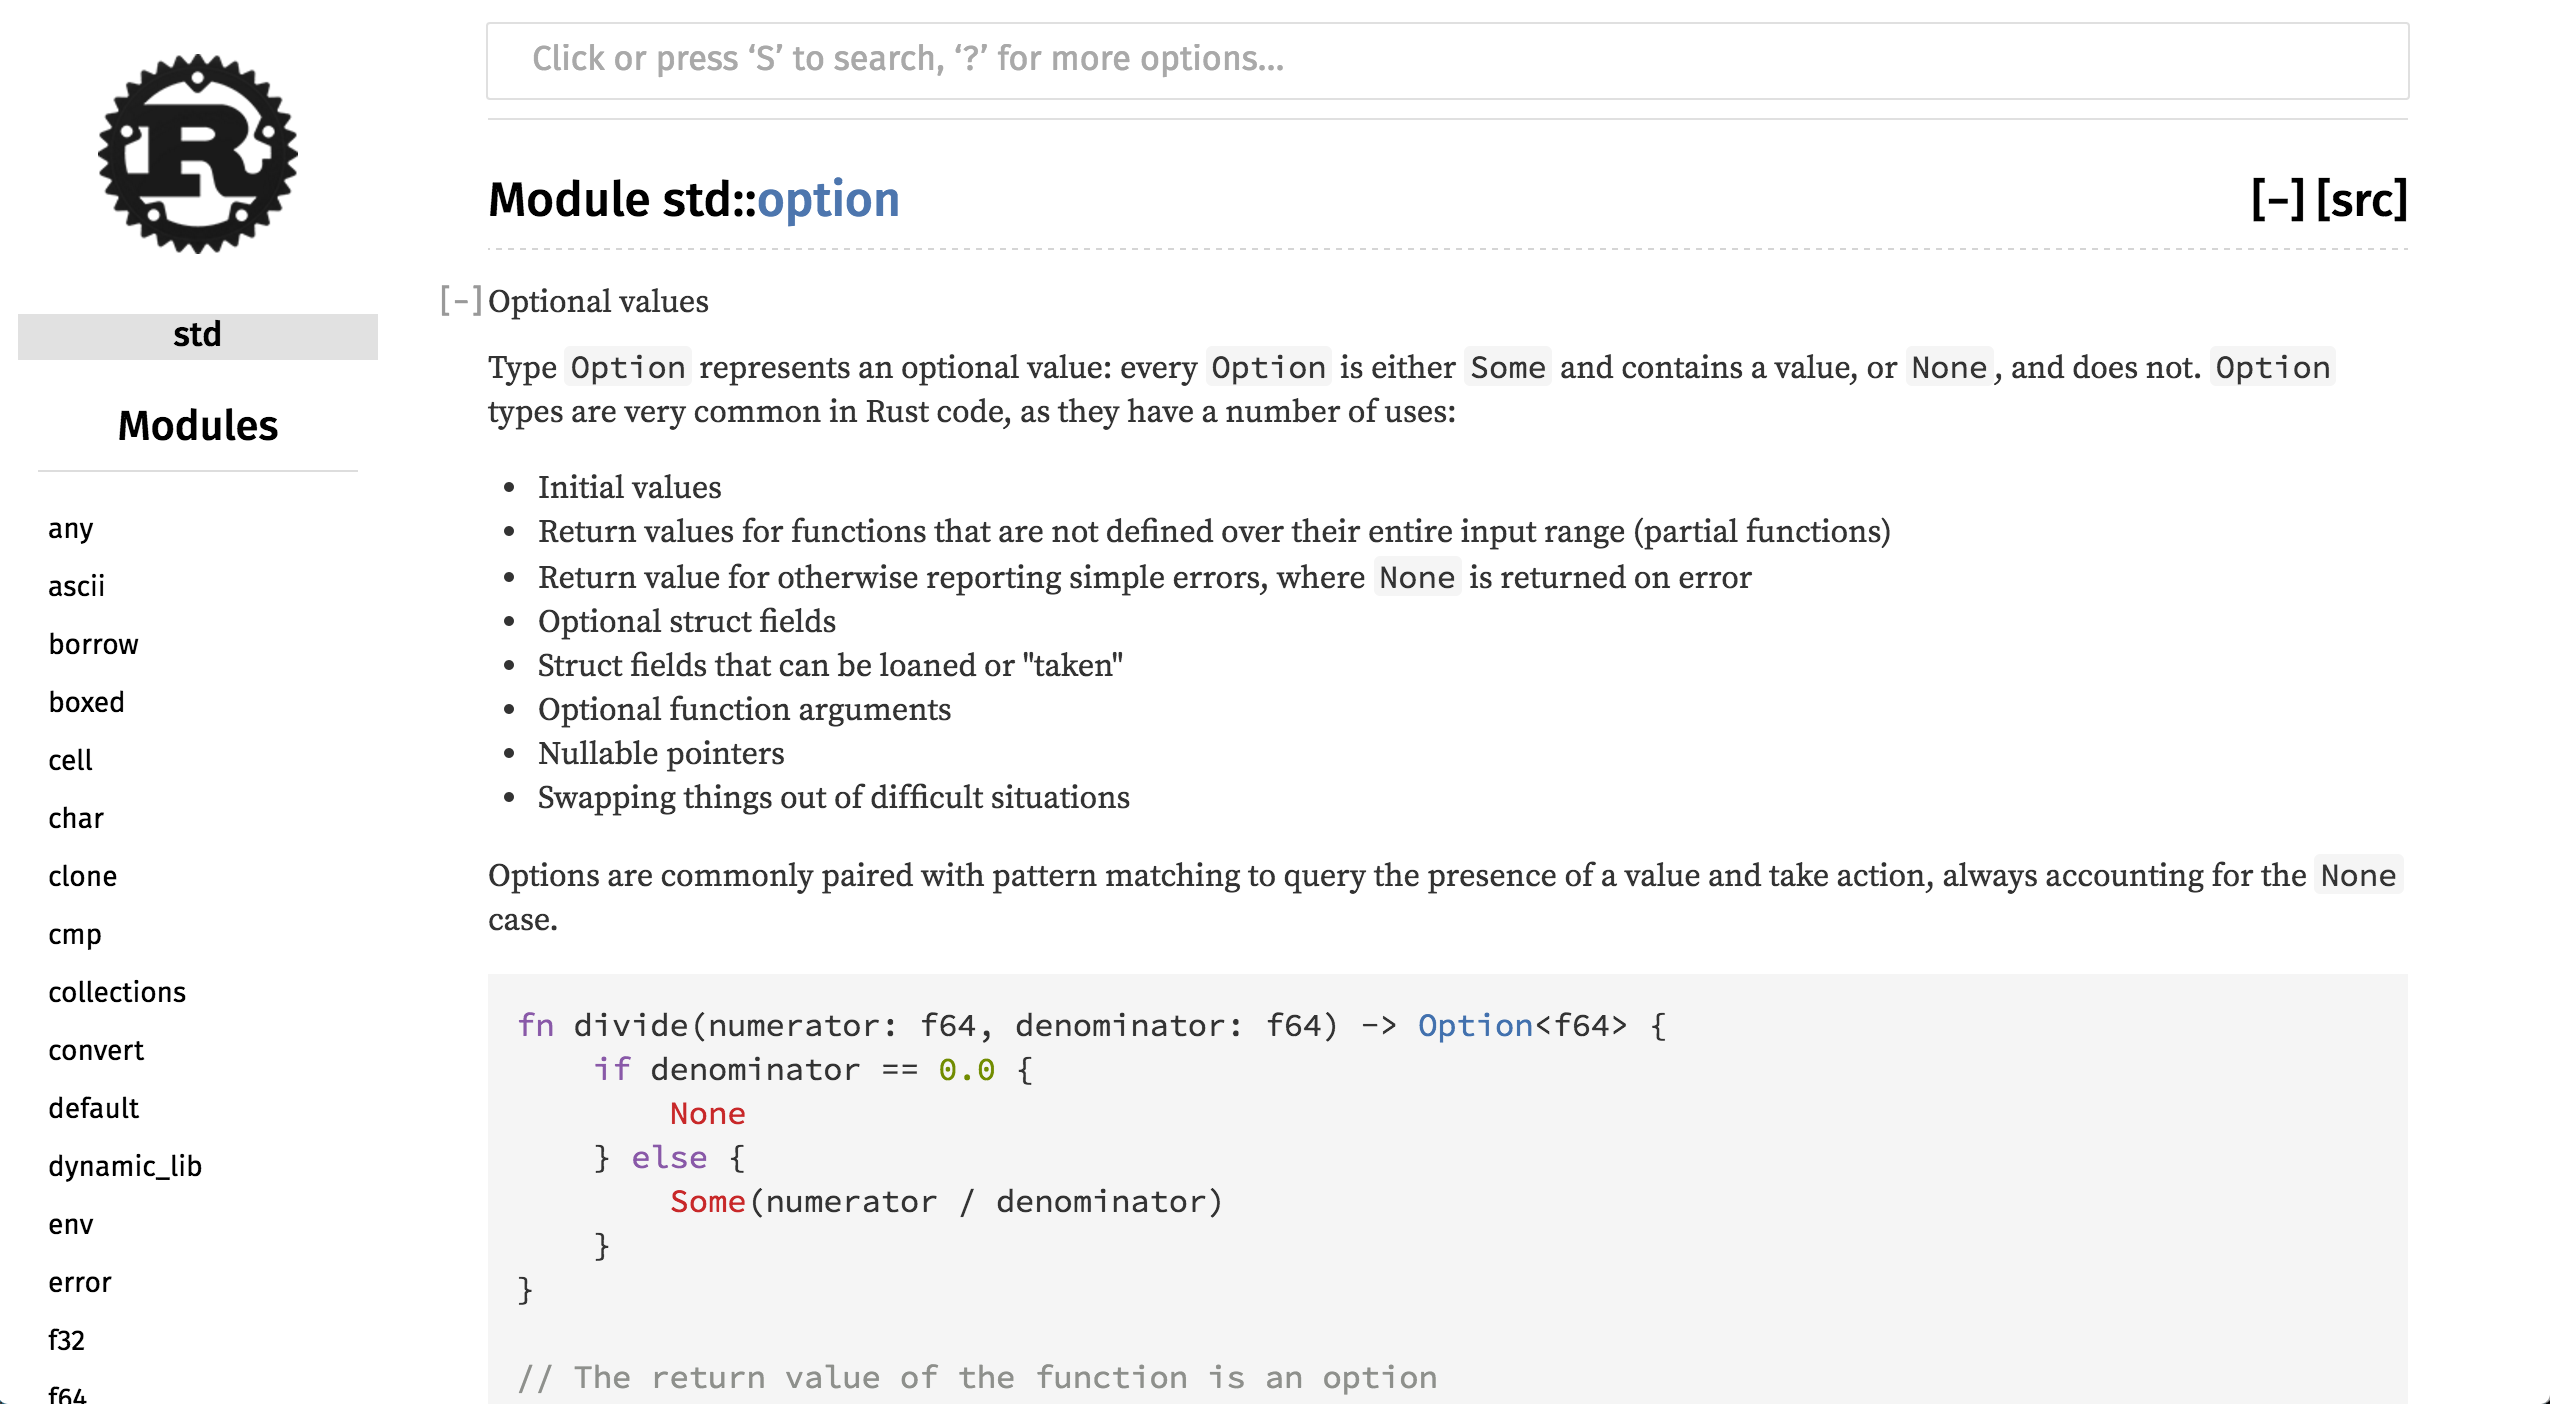 R
std
Modules
any
ascii
borrow
boxed
cell
char
clone
cmp
collections
convert
default
dynamic_lib
env
error
f32
f64
Click or press ‘S’ to search, ‘?’ for more options...
Module std::option
[-] [src]
[-] Optional values
Type Option represents an optional value: every Option is either Some and contains a value, or None, and does not. Option
types are very common in Rust code, as they have a number of uses:
• Initial values
• Return values for functions that are not defined over their entire input range (partial functions)
• Return value for otherwise reporting simple errors, where None is returned on error
• Optional struct fields
• Struct fields that can be loaned or "taken"
• Optional function arguments
• Nullable pointers
• Swapping things out of difficult situations
Options are commonly paired with pattern matching to query the presence of a value and take action, always accounting for the None
case.
fn divide(numerator: f64, denominator: f64) -> Option<f64> {
    if denominator == 0.0 {
        None
    } else {
        Some(numerator / denominator)
    }
}
// The return value of the function is an option